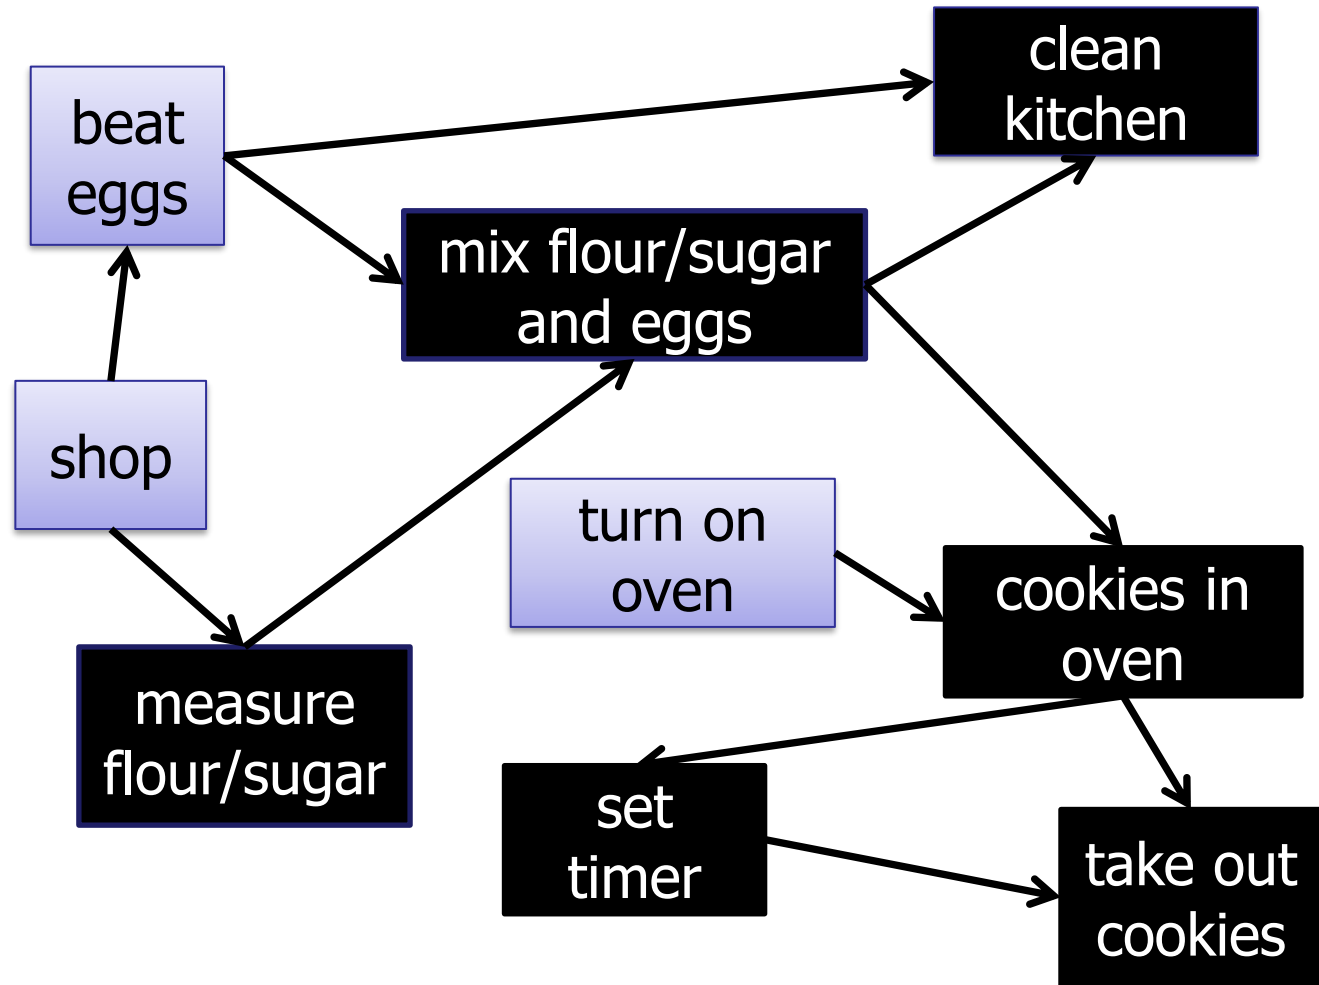 clean
kitchen
beat
eggs
mix flour/sugar
and eggs
shop
turn on
oven
cookies in
oven
measure
flour/sugar
set
timer
take out
cookies